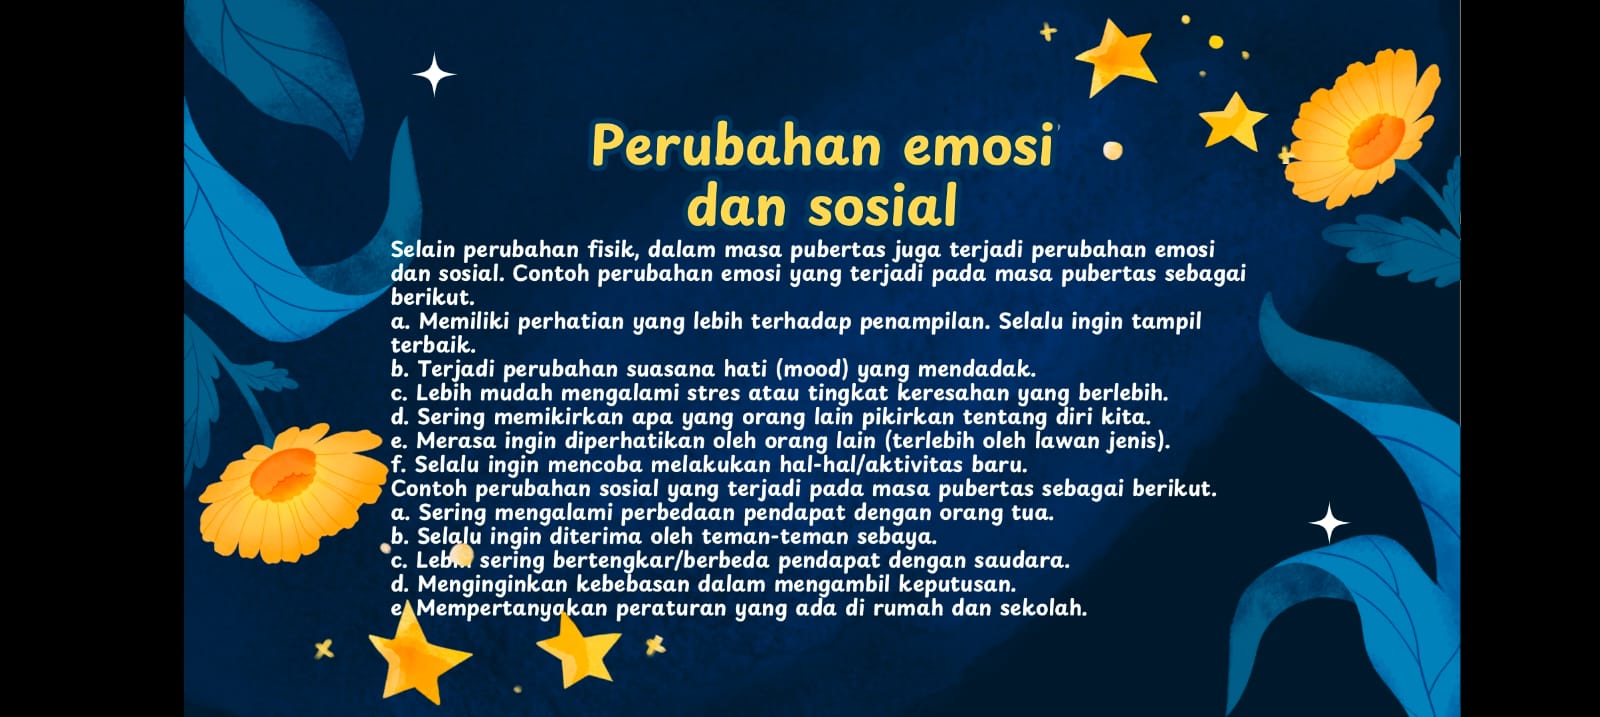 Perubahan emosi
dan sosial
Selain perubahan fisik, dalam masa pubertas juga terjadi perubahan emosi
dan sosial. Contoh perubahan emosi yang terjadi pada masa pubertas sebagai
berikut.
a. Memiliki perhatian yang lebih terhadap penampilan. Selalu ingin tampil
terbaik.
b. Terjadi perubahan suasana hati (mood) yang mendadak.
c. Lebih mudah mengalami stres atau tingkat keresahan yang berlebih.
d. Sering memikirkan apa yang orang lain pikirkan tentang diri kita.
e. Merasa ingin diperhatikan oleh orang lain (terlebih oleh lawan jenis).
f. Selalu ingin mencoba melakukan hal-hal/aktivitas baru.
Contoh perubahan sosial yang terjadi pada masa pubertas sebagai berikut.
a. Sering mengalami perbedaan pendapat dengan orang tua.
b. Selalu ingin diterima oleh teman-teman sebaya.
c. Lebih sering bertengkar/berbeda pendapat dengan saudara.
d. Menginginkan kebebasan dalam mengambil keputusan.
e. Mempertanyakan peraturan yang ada di rumah dan sekolah.